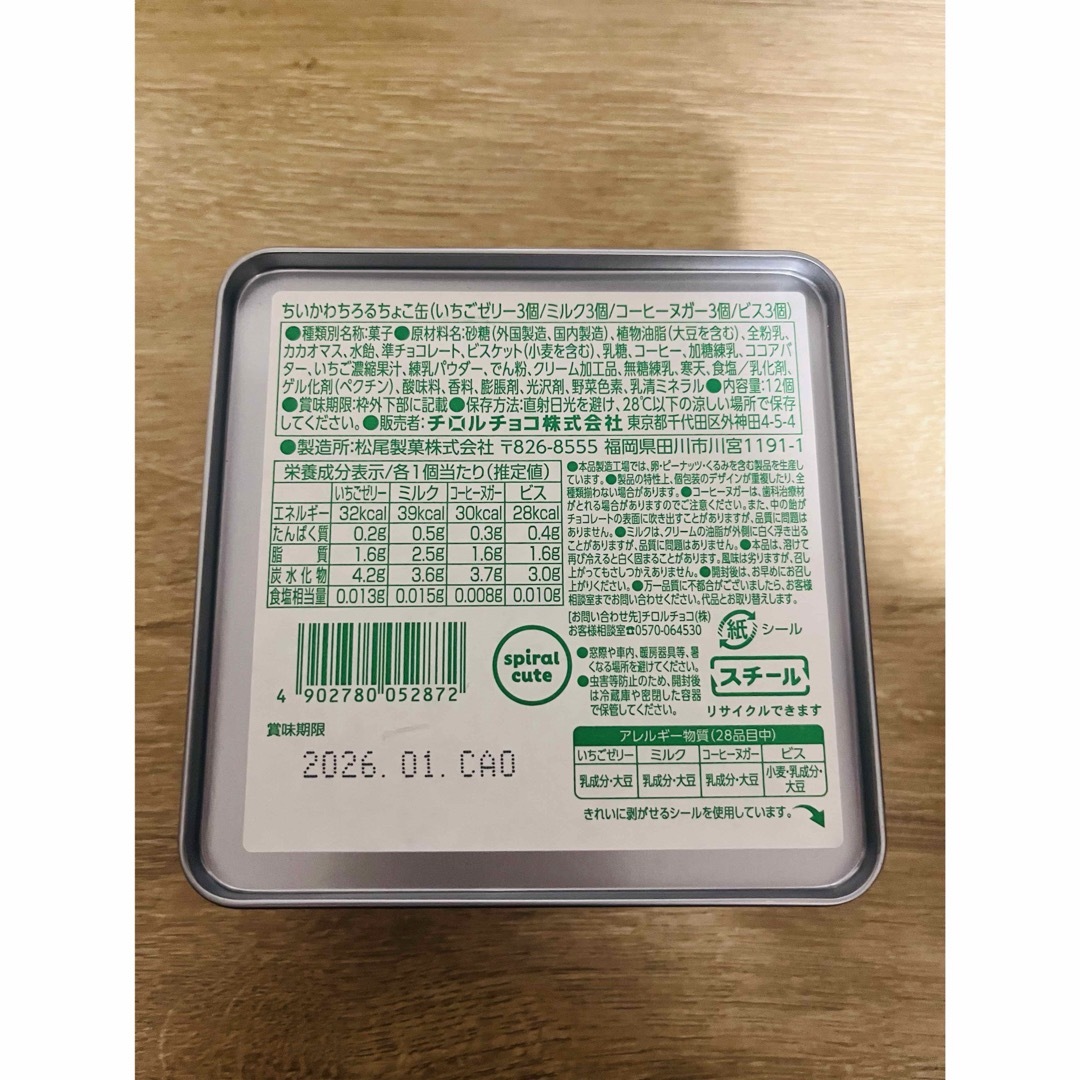 ちいかわちろるちょこ缶(いちごゼリー3個/ミルク3個/コーヒーヌガー3個/ビス3個)
●種類別名称:菓子●原材料名:砂糖(外国製造、国内製造)、植物油脂(大豆を含む)、全粉乳、
カカオマス、水飴、準チョコレート、ビスケット(小麦を含む)、乳糖、コーヒー、加糖練乳、ココアバ
ター、いちご濃縮果汁、練乳パウダー、でん粉、クリーム加工品、無糖練乳、寒天、食塩/乳化剤、
ゲル化剤(ペクチン)、酸味料、香料、膨脹剤、光沢剤、野菜色素、乳清ミネラル●内容量:12個
●賞味期限:枠外下部に記載●保存方法:直射日光を避け、28℃以下の涼しい場所で保存
してください。●販売者:チロルチョコ株式会社 東京都千代田区外神田4-5-4
●製造所:松尾製菓株式会社 〒826-8555 福岡県田川市川宮1191-1
栄養成分表示/各1個当たり(推定値)
いちごゼリー ミルク コーヒーヌガー ビス
エネルギー 32kcal 39kcal 30kcal 28kcal
たんぱく質 0.2g 0.5g 0.3g 0.4g
脂質 1.6g 2.5g 1.6g 1.6g
炭水化物 4.2g 3.6g 3.7g 3.0g
食塩相当量 0.013g 0.015g 0.008g 0.010g
●本品製造工場では、卵・ピーナッツ・くるみを含む製品を生産し
ています。●製品の特性上、個包装のデザインが重複したり、全
種類揃わない場合があります。●コーヒーヌガーは、歯科治療材
がとれる場合がありますのでご注意ください。また、中の飴が
チョコレートの表面に吹き出すことがありますが、品質に問題は
ありません。●ミルクは、クリームの油脂が外側に白く浮き出る
ことがありますが、品質に問題はありません。●本品は、溶けて
再び冷えると白く固まることがあります。風味は劣りますが、召し
上がってもさしつかえありません。●開封後は、お早めにお召し
上がりください。●万一品質に不都合がございましたら、お客様
相談室までお問い合わせください。代品とお取り替えします。
[お問い合わせ先]チロルチョコ(株)
お客様相談室☎0570-064530
紙 シール
●窓際や車内、暖房器具等、暑
くなる場所を避けてください。
●虫害等防止のため、開封後
は冷蔵庫や密閉した容器
で保管してください。
スチール
リサイクルできます
spiral
cute
4 902780 052872
賞味期限
2026.01.CAO
アレルギー物質(28品目中)
いちごゼリー ミルク コーヒーヌガー ビス
乳成分・大豆 乳成分・大豆 乳成分・大豆 小麦・乳成分・
大豆
きれいに剥がせるシールを使用しています。